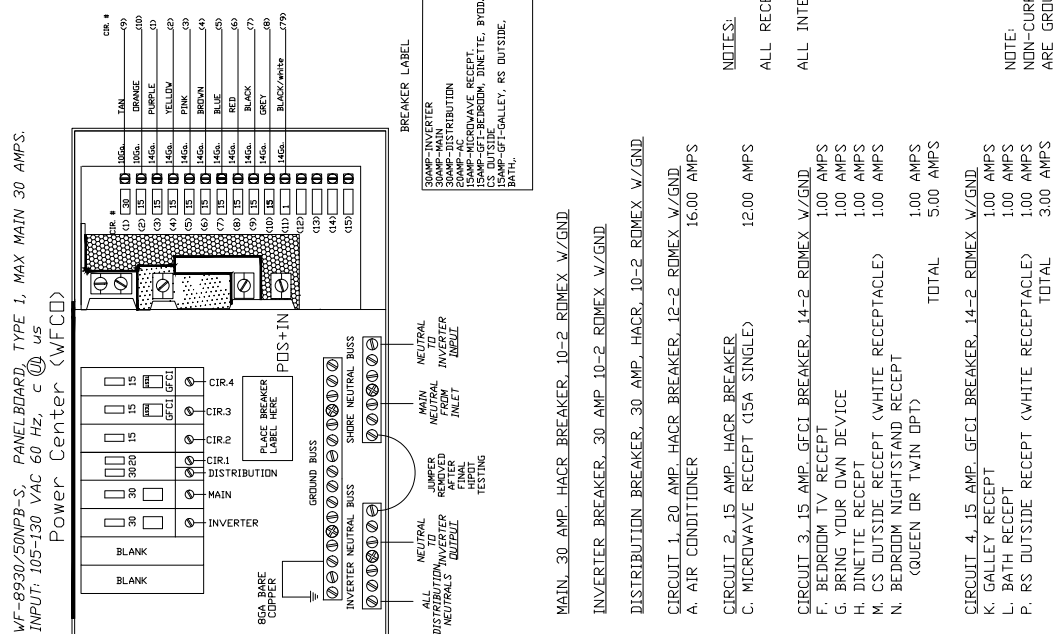 WF-8930/50NPB-S, PANELBOARD, TYPE 1, MAX MAIN 30 AMPS.
INPUT: 105-130 VAC 60 Hz, c UL us
Power Center (WFCO)
BLANK
BLANK
30
INVERTER
30
MAIN
3020
DISTRIBUTION
CIR.1
15
CIR.2
15
GFCI
CIR.3
15
GFCI
CIR.4
PLACE BREAKER
LABEL HERE
POS+IN
8GA BARE
COPPER
GROUND BUSS
INVERTER NEUTRAL BUSS
SHORE NEUTRAL BUSS
ALL
DISTRIBUTION
NEUTRALS
NEUTRAL
TO
INVERTER
OUTPUT
JUMPER
REMOVED
AFTER
FINAL
HIPOT
TESTING
MAIN
NEUTRAL
FROM
INLET
NEUTRAL
TO
INVERTER
INPUT
CIR. #
CIR. #
(1) 30 10Ga. TAN (9)
(2) 15 10Ga. ORANGE (10)
(3) 15 14Ga. PURPLE (1)
(4) 15 14Ga. YELLOW (2)
(5) 15 14Ga. PINK (3)
(6) 15 14Ga. BROWN (4)
(7) 15 14Ga. BLUE (5)
(8) 15 14Ga. RED (6)
(9) 15 14Ga. BLACK (7)
(10) 15 14Ga. GREY (8)
(11) 1 14Ga. BLACK/white (79)
(12)
(13)
(14)
(15)
BREAKER LABEL
30AMP-INVERTER
30AMP-MAIN
30AMP-DISTRIBUTION
20AMP-AC
15AMP-MICROWAVE RECEPT.
15AMP-GFI-BEDROOM, DINETTE, BYOD,
CS OUTSIDE
15AMP-GFI-GALLEY, RS OUTSIDE,
BATH,
MAIN, 30 AMP. HACR BREAKER, 10-2 ROMEX W/GND
INVERTER BREAKER, 30 AMP 10-2 ROMEX W/GND
DISTRIBUTION BREAKER, 30 AMP, HACR, 10-2 ROMEX W/GND
CIRCUIT 1, 20 AMP. HACR BREAKER, 12-2 ROMEX W/GND
A. AIR CONDITIONER 16.00 AMPS
CIRCUIT 2, 15 AMP. HACR BREAKER
C. MICROWAVE RECEPT (15A SINGLE) 12.00 AMPS
CIRCUIT 3, 15 AMP. GFCI BREAKER, 14-2 ROMEX W/GND
F. BEDROOM TV RECEPT 1.00 AMPS
G. BRING YOUR OWN DEVICE 1.00 AMPS
H. DINETTE RECEPT 1.00 AMPS
M. CS OUTSIDE RECEPT (WHITE RECEPTACLE) 1.00 AMPS
N. BEDROOM NIGHTSTAND RECEPT
(QUEEN OR TWIN OPT) 1.00 AMPS
TOTAL 5.00 AMPS
CIRCUIT 4, 15 AMP. GFCI BREAKER, 14-2 ROMEX W/GND
K. GALLEY RECEPT 1.00 AMPS
L. BATH RECEPT 1.00 AMPS
P. RS OUTSIDE RECEPT (WHITE RECEPTACLE) 1.00 AMPS
TOTAL 3.00 AMPS
NOTES:
ALL RECE
ALL INTE
NOTE:
NON-CURR
ARE GROU